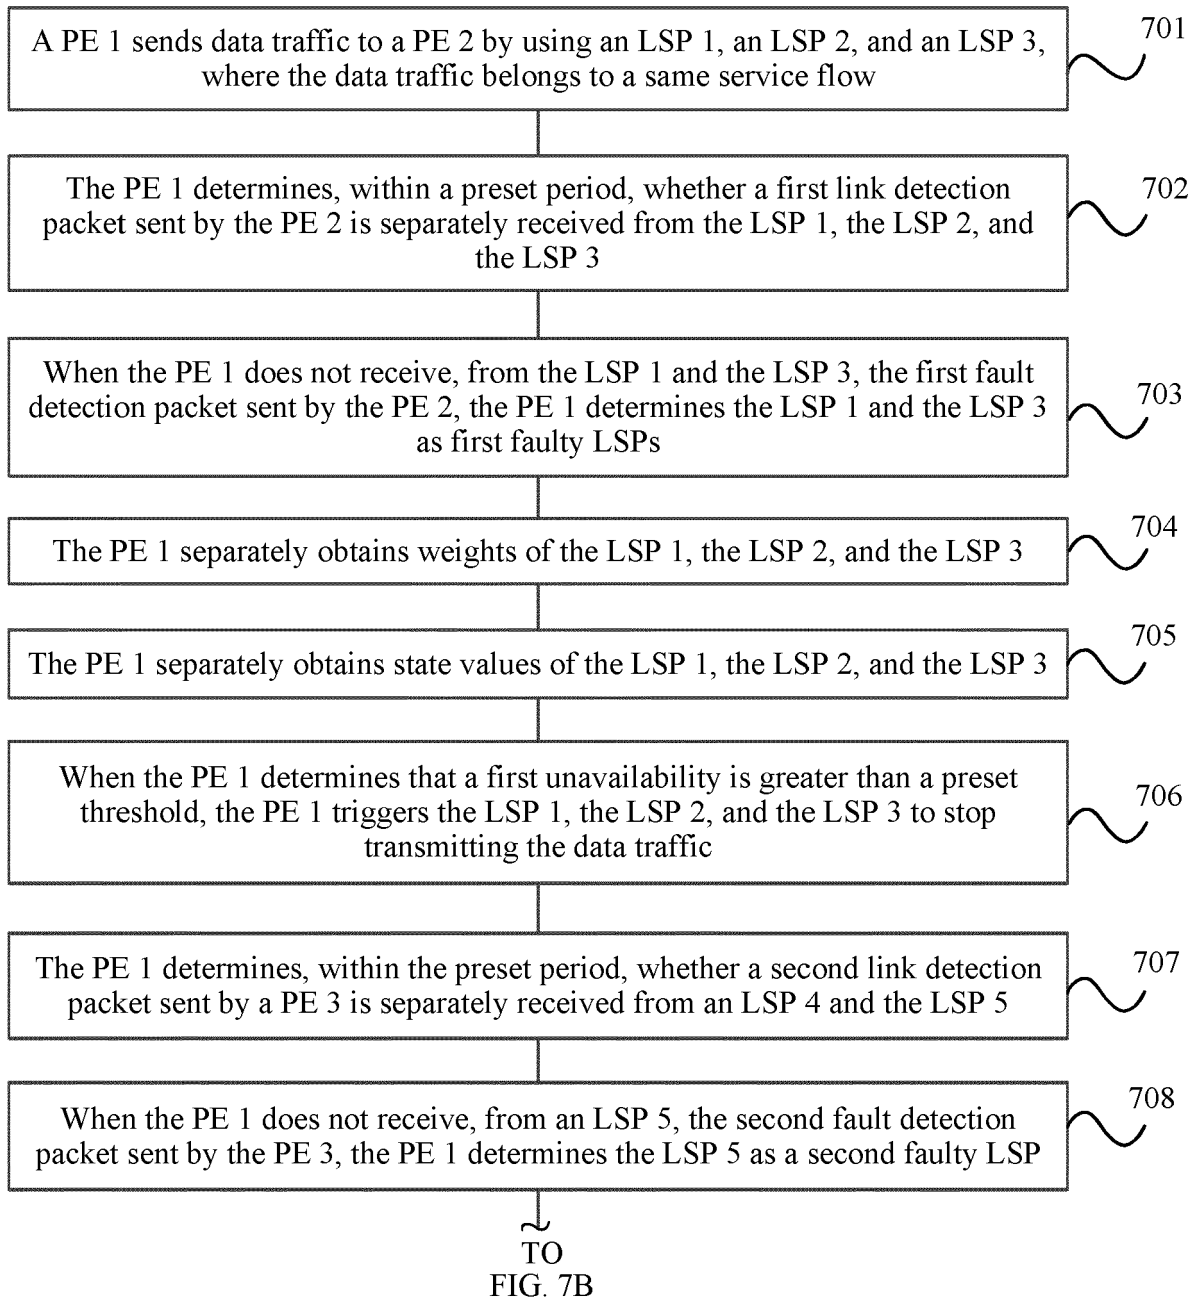 A PE 1 sends data traffic to a PE 2 by using an LSP 1, an LSP 2, and an LSP 3,
where the data traffic belongs to a same service flow
701
The PE 1 determines, within a preset period, whether a first link detection
packet sent by the PE 2 is separately received from the LSP 1, the LSP 2, and
the LSP 3
702
When the PE 1 does not receive, from the LSP 1 and the LSP 3, the first fault
detection packet sent by the PE 2, the PE 1 determines the LSP 1 and the LSP 3
as first faulty LSPs
703
The PE 1 separately obtains weights of the LSP 1, the LSP 2, and the LSP 3
704
The PE 1 separately obtains state values of the LSP 1, the LSP 2, and the LSP 3
705
When the PE 1 determines that a first unavailability is greater than a preset
threshold, the PE 1 triggers the LSP 1, the LSP 2, and the LSP 3 to stop
transmitting the data traffic
706
The PE 1 determines, within the preset period, whether a second link detection
packet sent by a PE 3 is separately received from an LSP 4 and the LSP 5
707
When the PE 1 does not receive, from an LSP 5, the second fault detection
packet sent by the PE 3, the PE 1 determines the LSP 5 as a second faulty LSP
708
TO
FIG. 7B